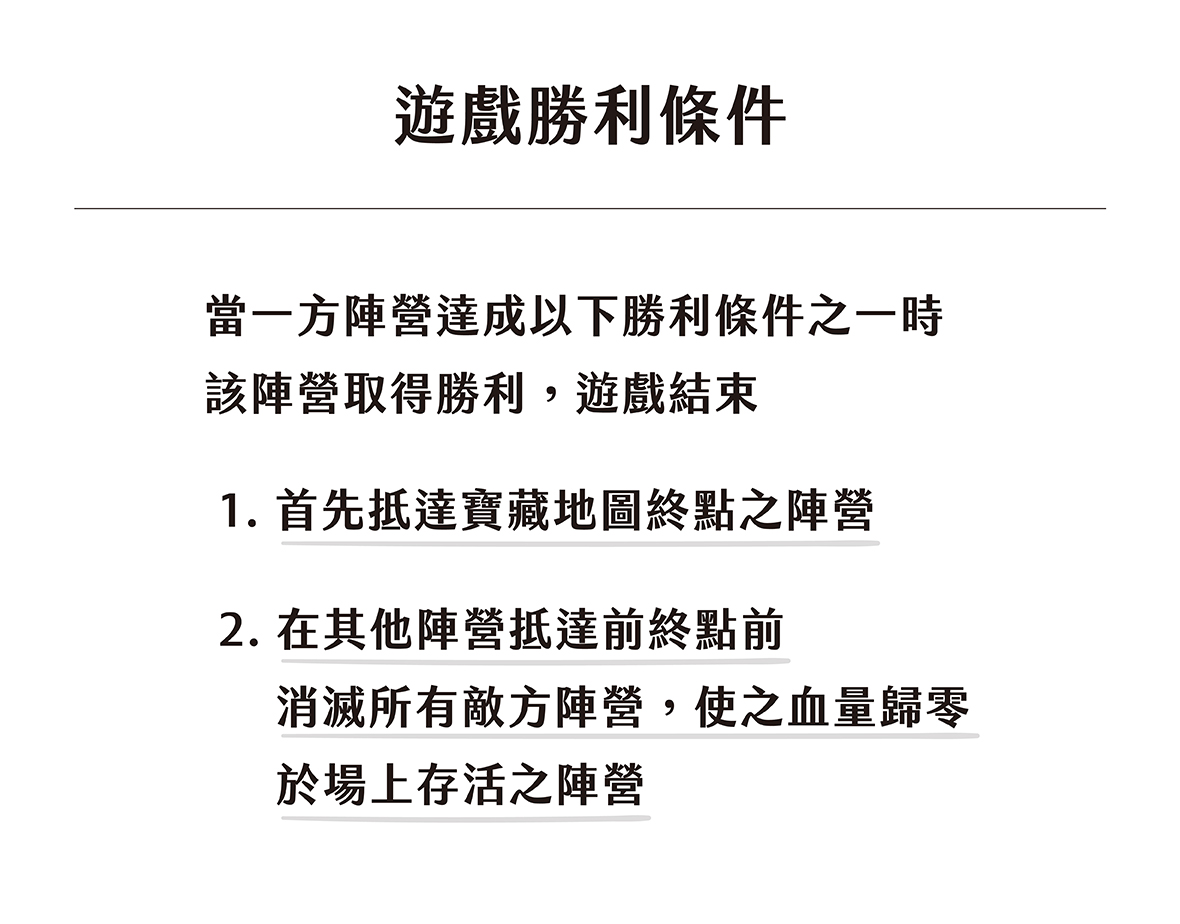 遊戲勝利條件
當一方陣營達成以下勝利條件之一時
該陣營取得勝利，遊戲結束
1. 首先抵達寶藏地圖終點之陣營
2. 在其他陣營抵達前終點前
消滅所有敵方陣營，使之血量歸零
於場上存活之陣營